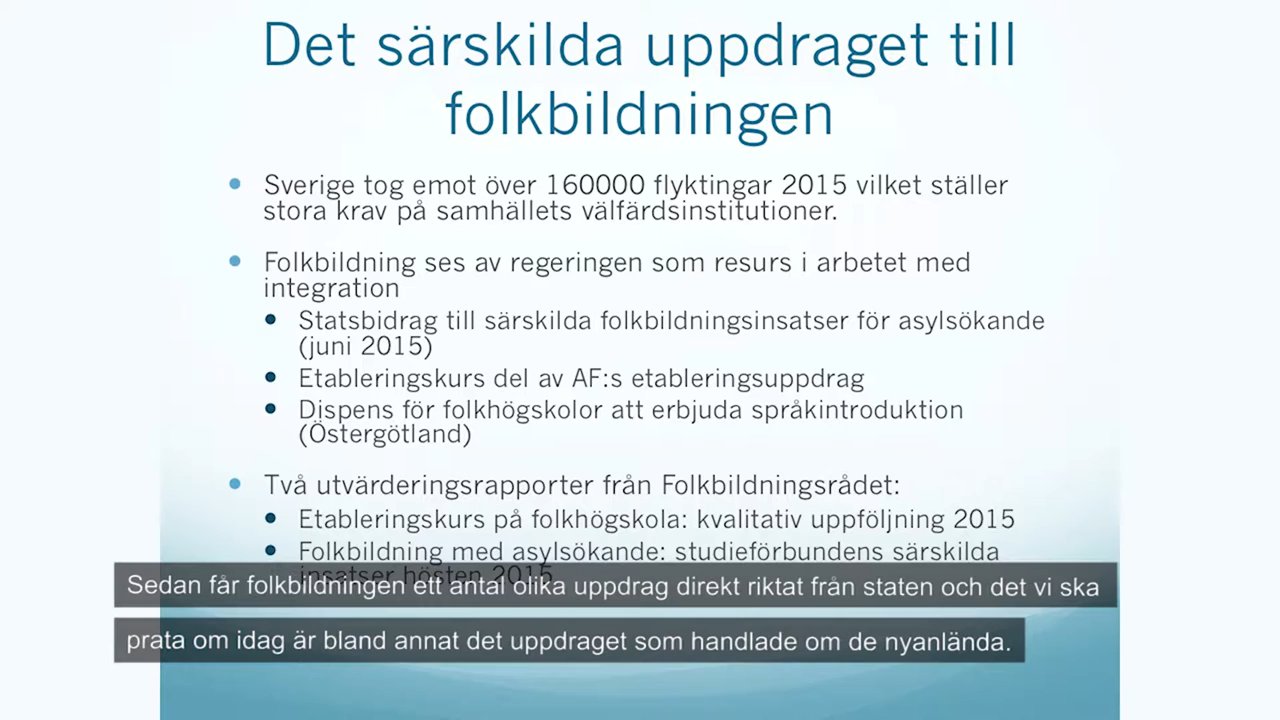 Det särskilda uppdraget till
folkbildningen
Sverige tog emot över 160000 flyktingar 2015 vilket ställer
stora krav på samhällets välfärdsinstitutioner.
Folkbildning ses av regeringen som resurs i arbetet med
integration
Statsbidrag till särskilda folkbildningsinsatser för asylsökande
(juni 2015)
Etableringskurs del av AF:s etableringsuppdrag
Dispens för folkhögskolor att erbjuda språkintroduktion
(Östergötland)
Två utvärderingsrapporter från Folkbildningsrådet:
Etableringskurs på folkhögskola: kvalitativ uppföljning 2015
Folkbildning med asylsökande: studieförbundens särskilda
insatser hösten 2015
Sedan får folkbildningen ett antal olika uppdrag direkt riktat från staten och det vi ska
prata om idag är bland annat det uppdraget som handlade om de nyanlända.